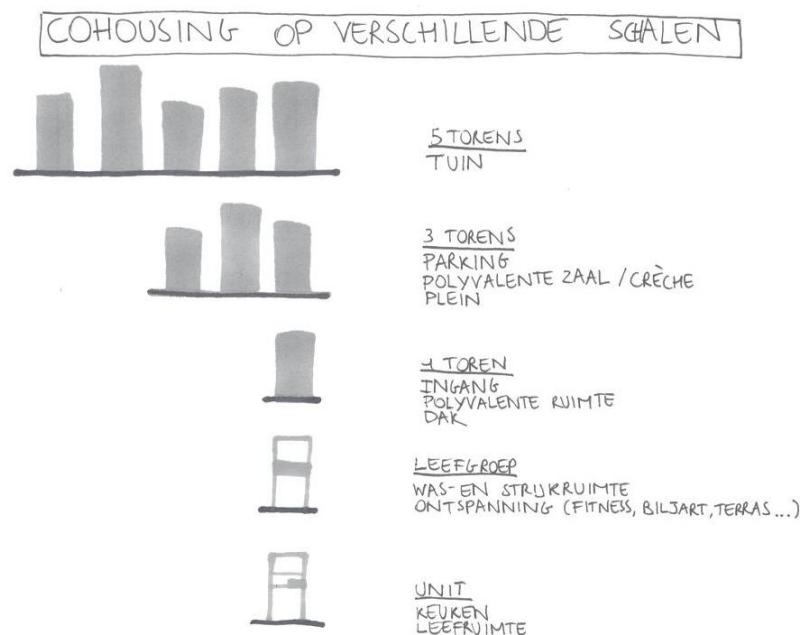 COHOUSING OP VERSCHILLENDE SCHALEN
5 TORENS
TUIN
3 TORENS
PARKING
POLYVALENTE ZAAL / CRÈCHE
PLEIN
1 TOREN
INGANG
POLYVALENTE RUIMTE
DAK
LEEFGROEP
WAS- EN STRIJKRUIMTE
ONTSPANNING (FITNESS, BILJART, TERRAS...)
UNIT
KEUKEN
LEEFRUIMTE